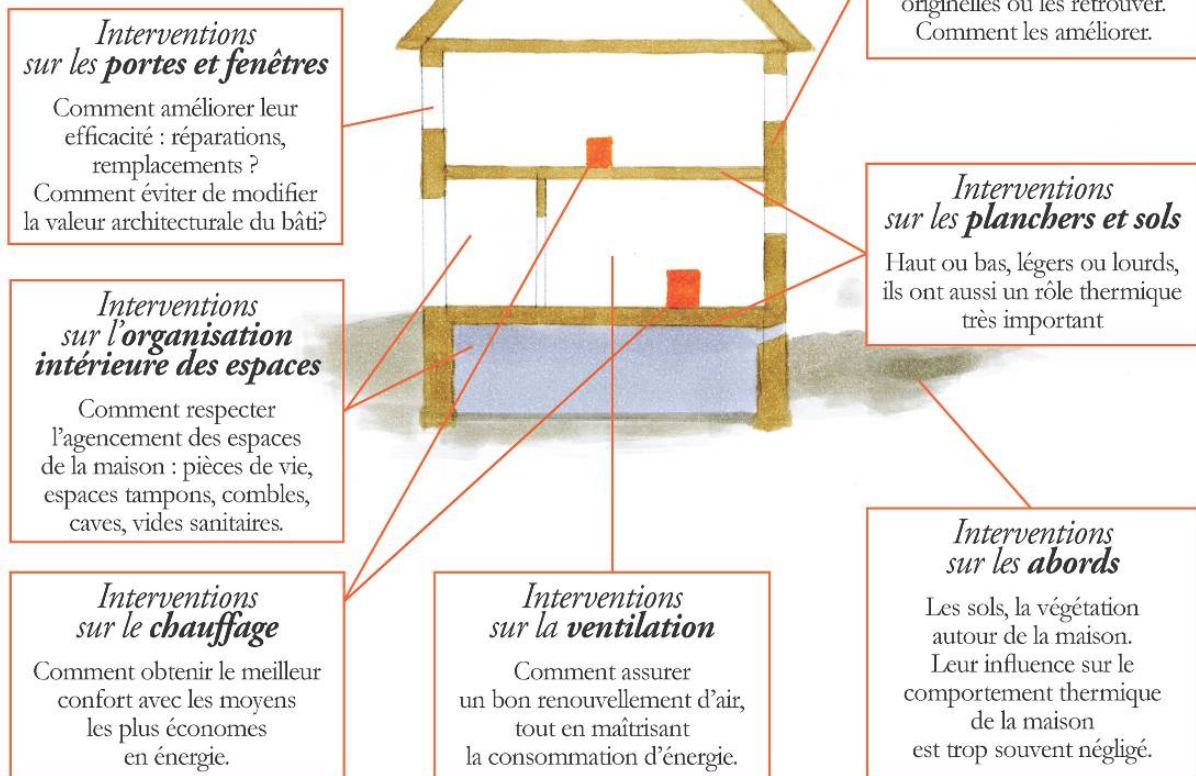 originelles ou les retrouver.
Comment les améliorer.
Interventions
sur les portes et fenêtres
Comment améliorer leur
efficacité : réparations,
remplacements ?
Comment éviter de modifier
la valeur architecturale du bâti?
Interventions
sur les planchers et sols
Haut ou bas, légers ou lourds,
ils ont aussi un rôle thermique
très important
Interventions
sur l'organisation
intérieure des espaces
Comment respecter
l'agencement des espaces
de la maison : pièces de vie,
espaces tampons, combles,
caves, vides sanitaires.
Interventions
sur le chauffage
Comment obtenir le meilleur
confort avec les moyens
les plus économes
en énergie.
Interventions
sur la ventilation
Comment assurer
un bon renouvellement d'air,
tout en maîtrisant
la consommation d'énergie.
Interventions
sur les abords
Les sols, la végétation
autour de la maison.
Leur influence sur le
comportement thermique
de la maison
est trop souvent négligé.